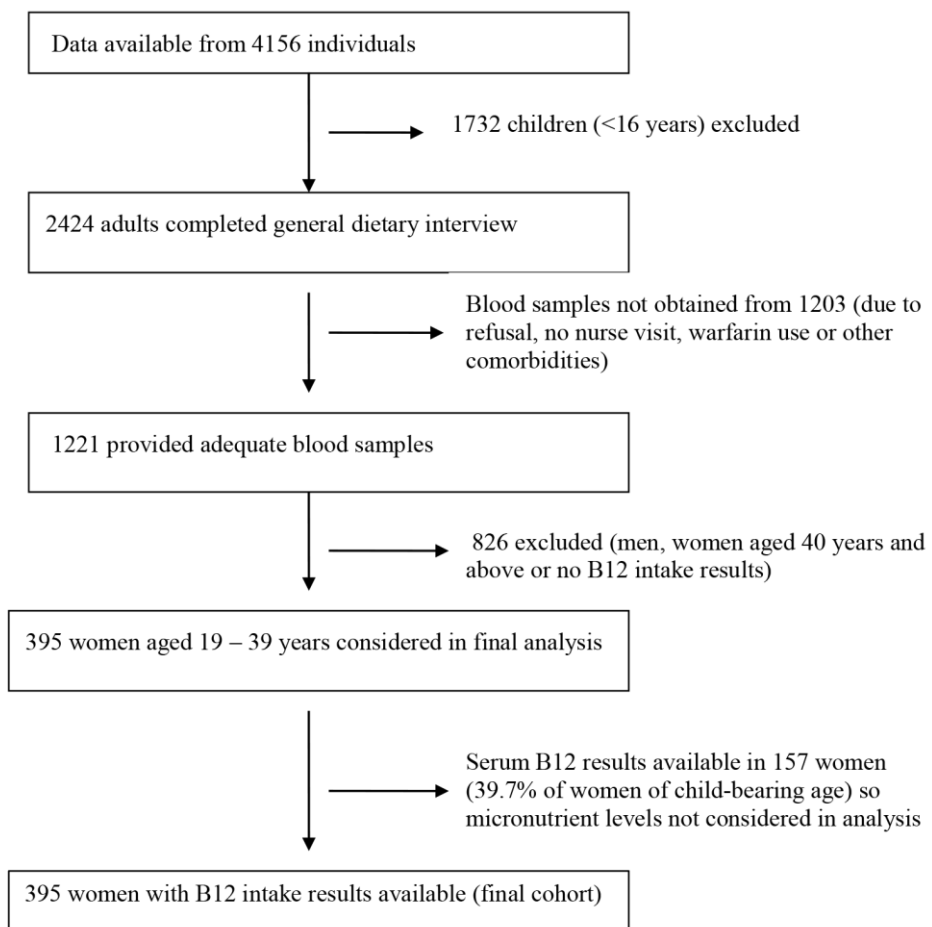 Data available from 4156 individuals
1732 children (<16 years) excluded
2424 adults completed general dietary interview
Blood samples not obtained from 1203 (due to
refusal, no nurse visit, warfarin use or other
comorbidities)
1221 provided adequate blood samples
826 excluded (men, women aged 40 years and
above or no B12 intake results)
395 women aged 19 – 39 years considered in final analysis
Serum B12 results available in 157 women
(39.7% of women of child-bearing age) so
micronutrient levels not considered in analysis
395 women with B12 intake results available (final cohort)